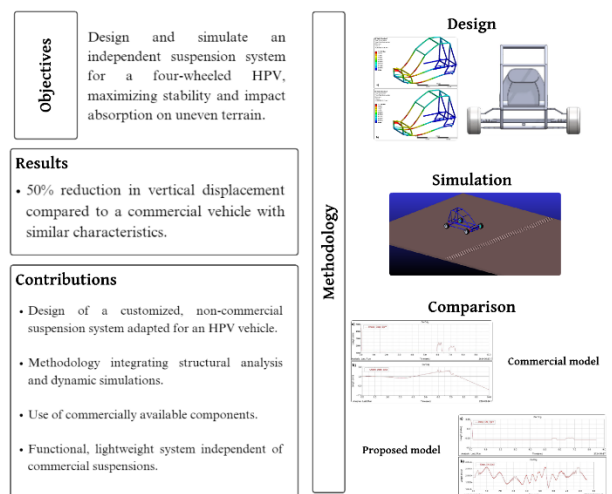 Objectives
Design and simulate an
independent suspension system
for a four-wheeled HPV,
maximizing stability and impact
absorption on uneven terrain.
Results
• 50% reduction in vertical displacement
compared to a commercial vehicle with
similar characteristics.
Contributions
• Design of a customized, non-commercial
suspension system adapted for an HPV vehicle.
• Methodology integrating structural analysis
and dynamic simulations.
• Use of commercially available components.
• Functional, lightweight system independent of
commercial suspensions.
Methodology
Design
Simulation
Comparison
Commercial model
Proposed model